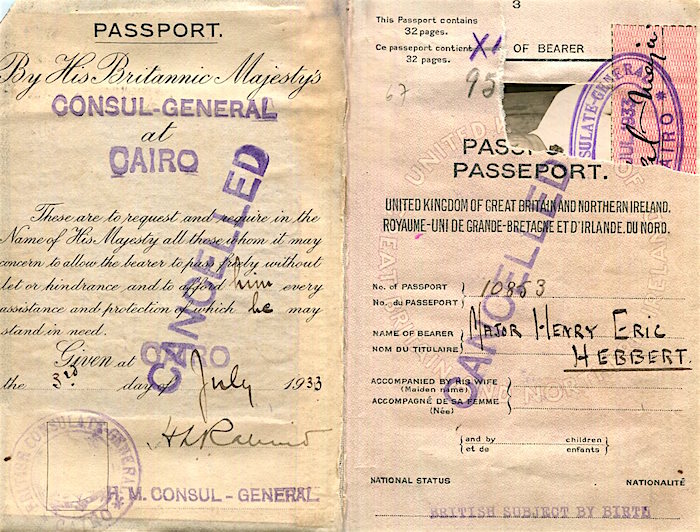 PASSPORT.
By His Britannic Majesty's
CONSUL-GENERAL
at
CAIRO
These are to request and require in the
Name of His Majesty all those whom it may
concern to allow the bearer to pass freely without
let or hindrance and to afford him every
assistance and protection of which he may
stand in need.
Given at CAIRO
the 3rd day of July 1933
CANCELLED
H. M. CONSUL - GENERAL
3
This Passport contains
32 pages.
Ce passeport contient
32 pages.
OF BEARER
67
95
CAIRO
PASSEPORT.
UNITED KINGDOM OF GREAT BRITAIN AND NORTHERN IRELAND.
ROYAUME-UNI DE GRANDE-BRETAGNE ET D'IRLANDE DU NORD.
CANCELLED
No. of PASSPORT 10853
No. du PASSEPORT
NAME OF BEARER MAJOR HENRY ERIC
NOM DU TITULAIRE HEBBERT.
ACCOMPANIED BY HIS WIFE
(Maiden name)
ACCOMPAGNÉ DE SA FEMME
(Née)
and by children
et de enfants
NATIONAL STATUS NATIONALITÉ
BRITISH SUBJECT BY BIRTH